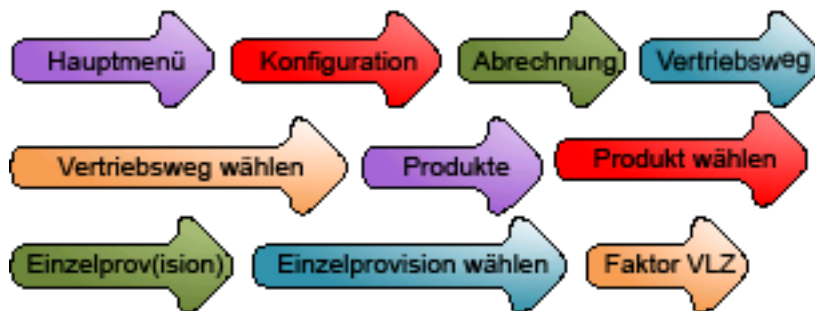 Hauptmenü Konfiguration Abrechnung Vertriebsweg
Vertriebsweg wählen Produkte Produkt wählen
Einzelprov(ision) Einzelprovision wählen Faktor VLZ